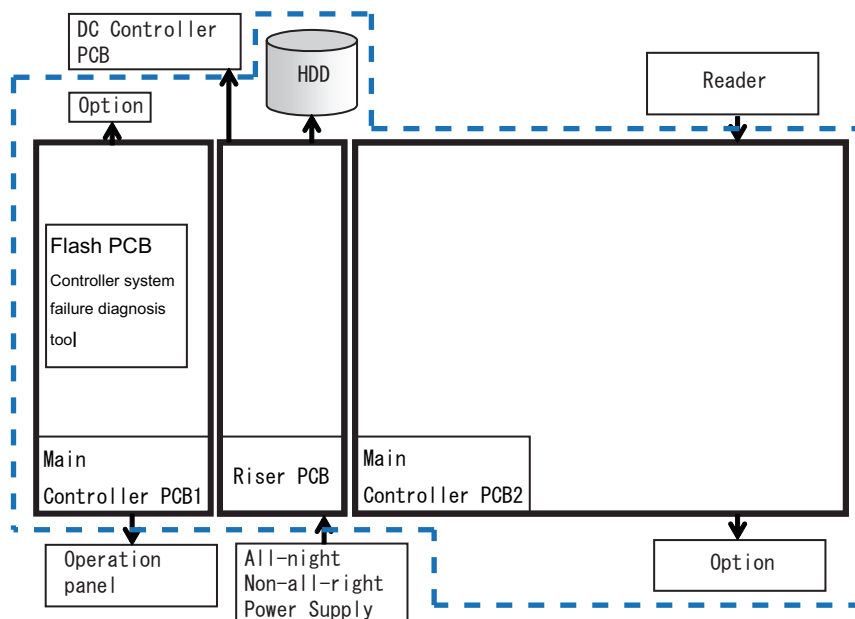 DC Controller
PCB
HDD
Reader
Option
Flash PCB
Controller system
failure diagnosis
tool
Main
Controller PCB1
Riser PCB
Main
Controller PCB2
Operation
panel
All-night
Non-all-right
Power Supply
Option